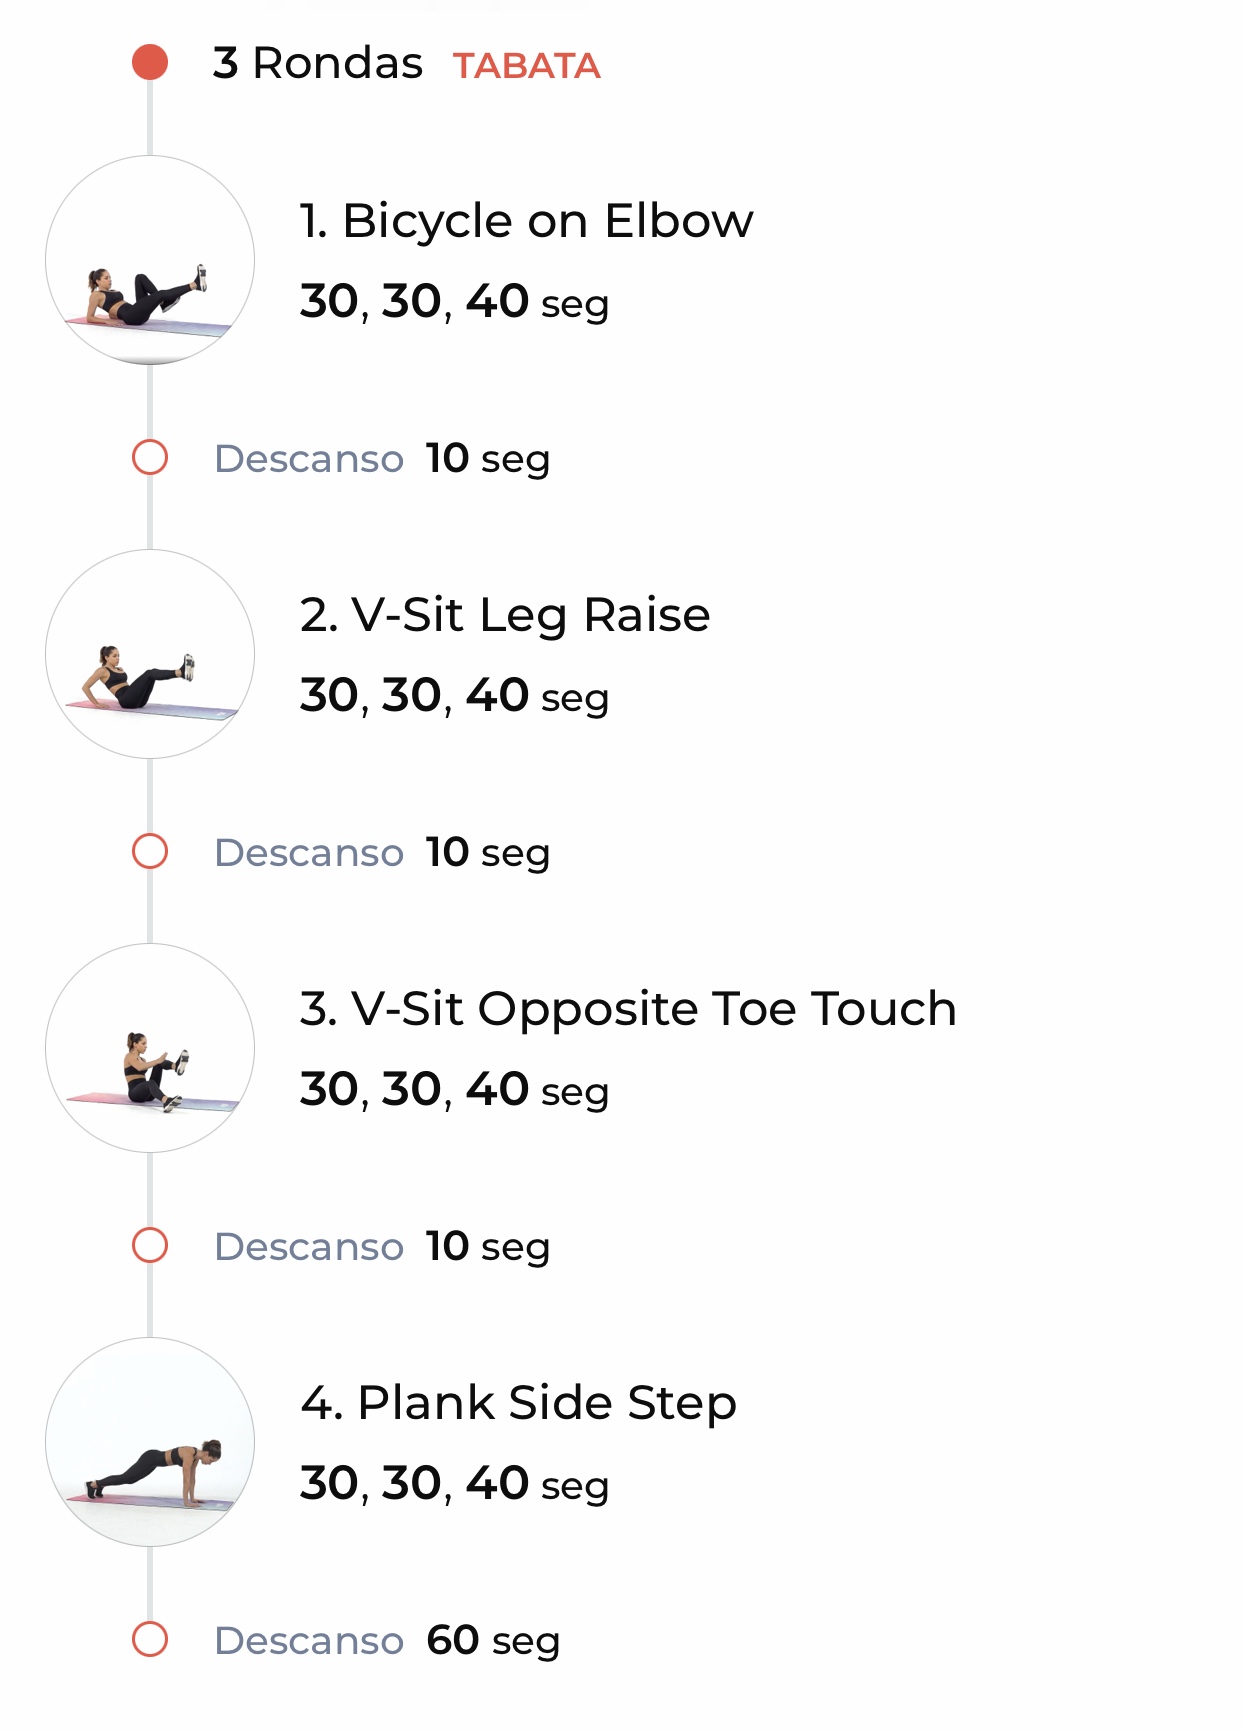 3 Rondas TABATA
1. Bicycle on Elbow
30, 30, 40 seg
Descanso 10 seg
2. V-Sit Leg Raise
30, 30, 40 seg
Descanso 10 seg
3. V-Sit Opposite Toe Touch
30, 30, 40 seg
Descanso 10 seg
4. Plank Side Step
30, 30, 40 seg
Descanso 60 seg